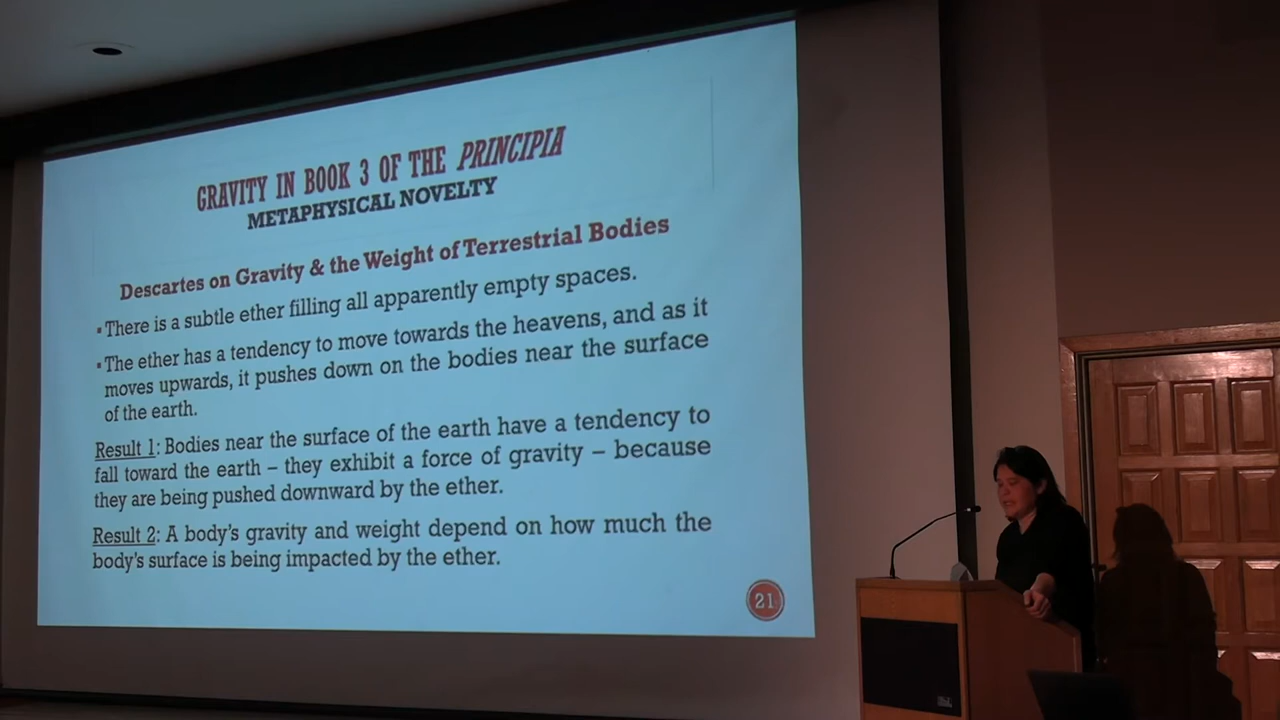 GRAVITY IN BOOK 3 OF THE PRINCIPIA
METAPHYSICAL NOVELTY
Descartes on Gravity & the Weight of Terrestrial Bodies
▪ There is a subtle ether filling all apparently empty spaces.
▪ The ether has a tendency to move towards the heavens, and as it
moves upwards, it pushes down on the bodies near the surface
of the earth.
Result 1: Bodies near the surface of the earth have a tendency to
fall toward the earth – they exhibit a force of gravity – because
they are being pushed downward by the ether.
Result 2: A body's gravity and weight depend on how much the
body's surface is being impacted by the ether.
21